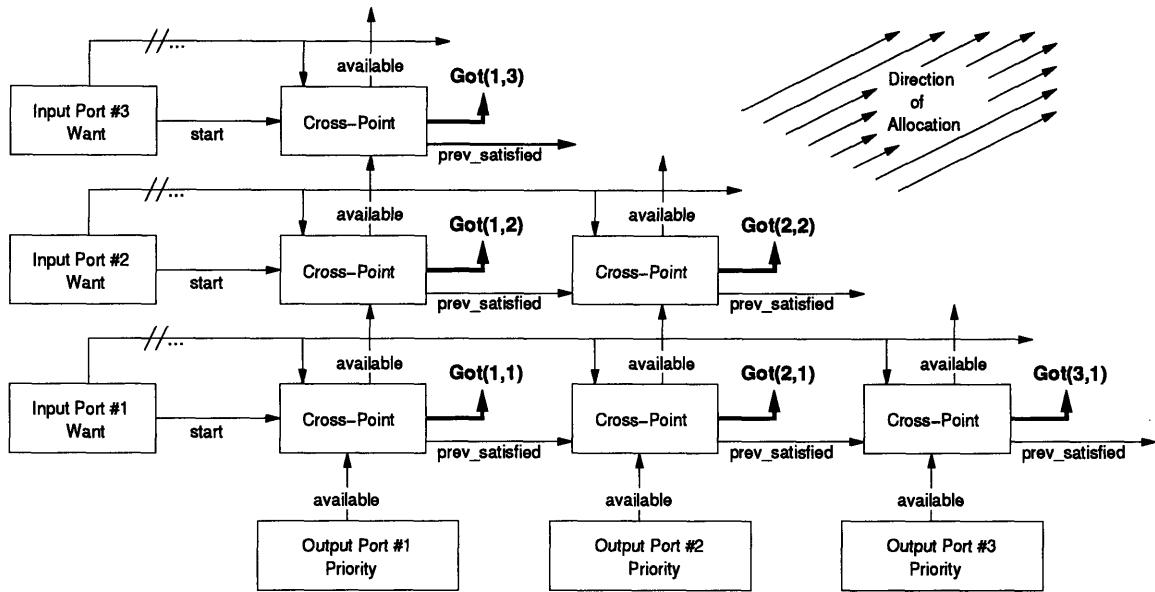 //...
available
Got(1,3)
Direction
of
Allocation
Input Port #3
Want
start
Cross-Point
prev_satisfied
//...
available
Got(1,2)
available
Got(2,2)
Input Port
#2
Want
start
Cross-Point
prev_satisfied
Cross-Point
prev_satisfied
//...
available
Got(1,1)
available
Got(2,1)
available
Got(3,1)
Input Port #1
Want
start
Cross-Point
prev_satisfied
Cross-Point
prev_satisfied
Cross-Point
prev_satisfied
available
available
available
Output Port #1
Priority
Output Port #2
Priority
Output Port #3
Priority